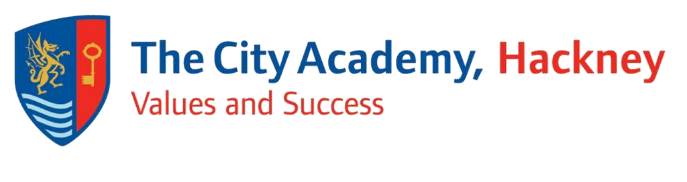 The City Academy, Hackney
Values and Success